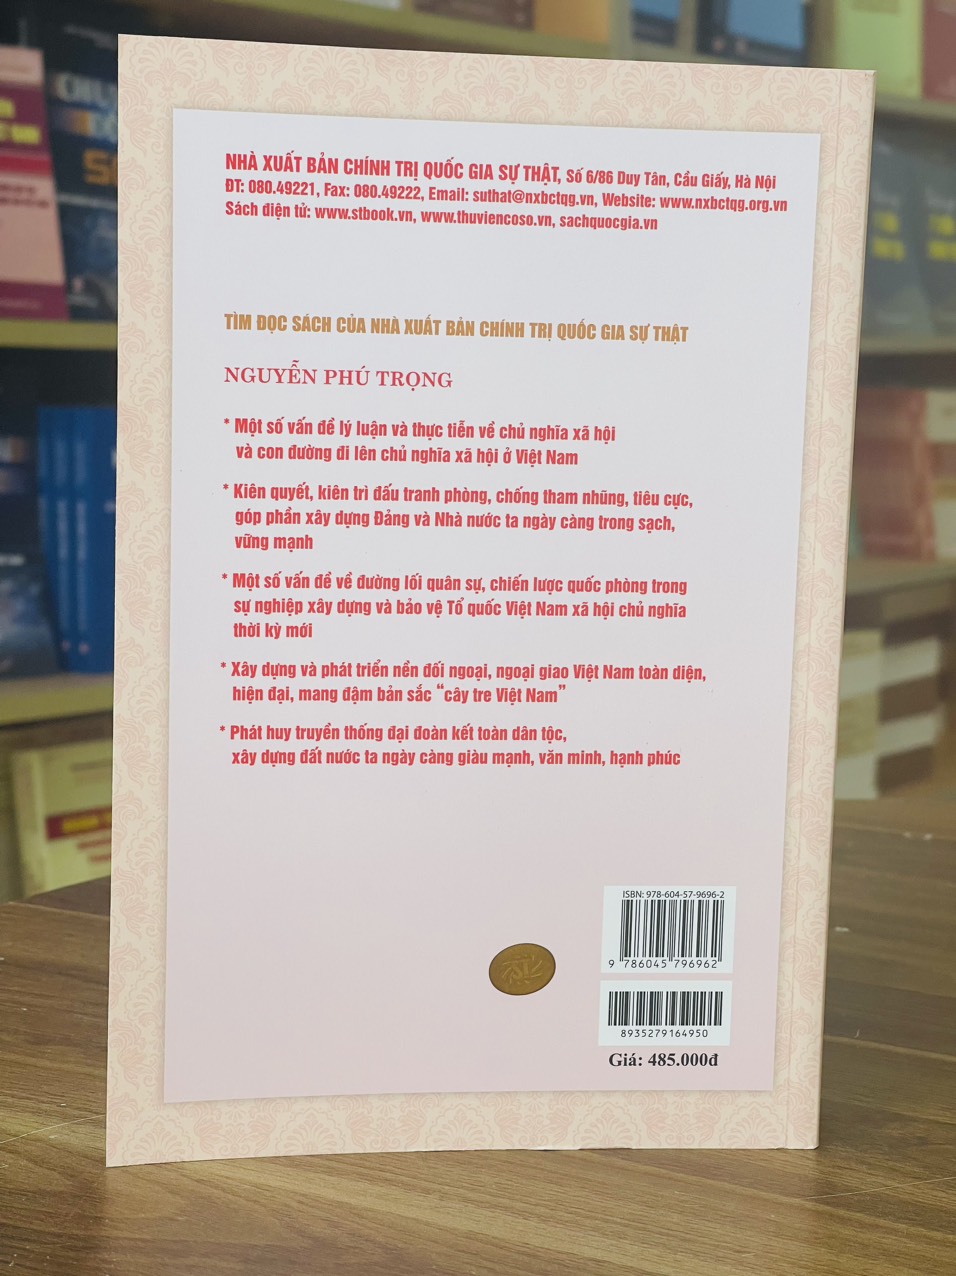 NHÀ XUẤT BẢN CHÍNH TRỊ QUỐC GIA SỰ THẬT, Số 6/86 Duy Tân, Cầu Giấy, Hà Nội
ĐT: 080.49221, Fax: 080.49222, Email: suthat@nxbctqg.vn, Website: www.nxbctqg.org.vn
Sách điện tử: www.stbook.vn, www.thuviencoso.vn, sachquocgia.vn
TÌM ĐỌC SÁCH CỦA NHÀ XUẤT BẢN CHÍNH TRỊ QUỐC GIA SỰ THẬT
NGUYỄN PHÚ TRỌNG
* Một số vấn đề lý luận và thực tiễn về chủ nghĩa xã hội
và con đường đi lên chủ nghĩa xã hội ở Việt Nam
* Kiên quyết, kiên trì đấu tranh phòng, chống tham nhũng, tiêu cực,
góp phần xây dựng Đảng và Nhà nước ta ngày càng trong sạch,
vững mạnh
* Một số vấn đề về đường lối quân sự, chiến lược quốc phòng trong
sự nghiệp xây dựng và bảo vệ Tổ quốc Việt Nam xã hội chủ nghĩa
thời kỳ mới
* Xây dựng và phát triển nền đối ngoại, ngoại giao Việt Nam toàn diện,
hiện đại, mang đậm bản sắc “cây tre Việt Nam”
* Phát huy truyền thống đại đoàn kết toàn dân tộc,
xây dựng đất nước ta ngày càng giàu mạnh, văn minh, hạnh phúc
ISBN: 978-604-57-9696-2
9 786045 796962
8935279164950
Giá: 485.000đ